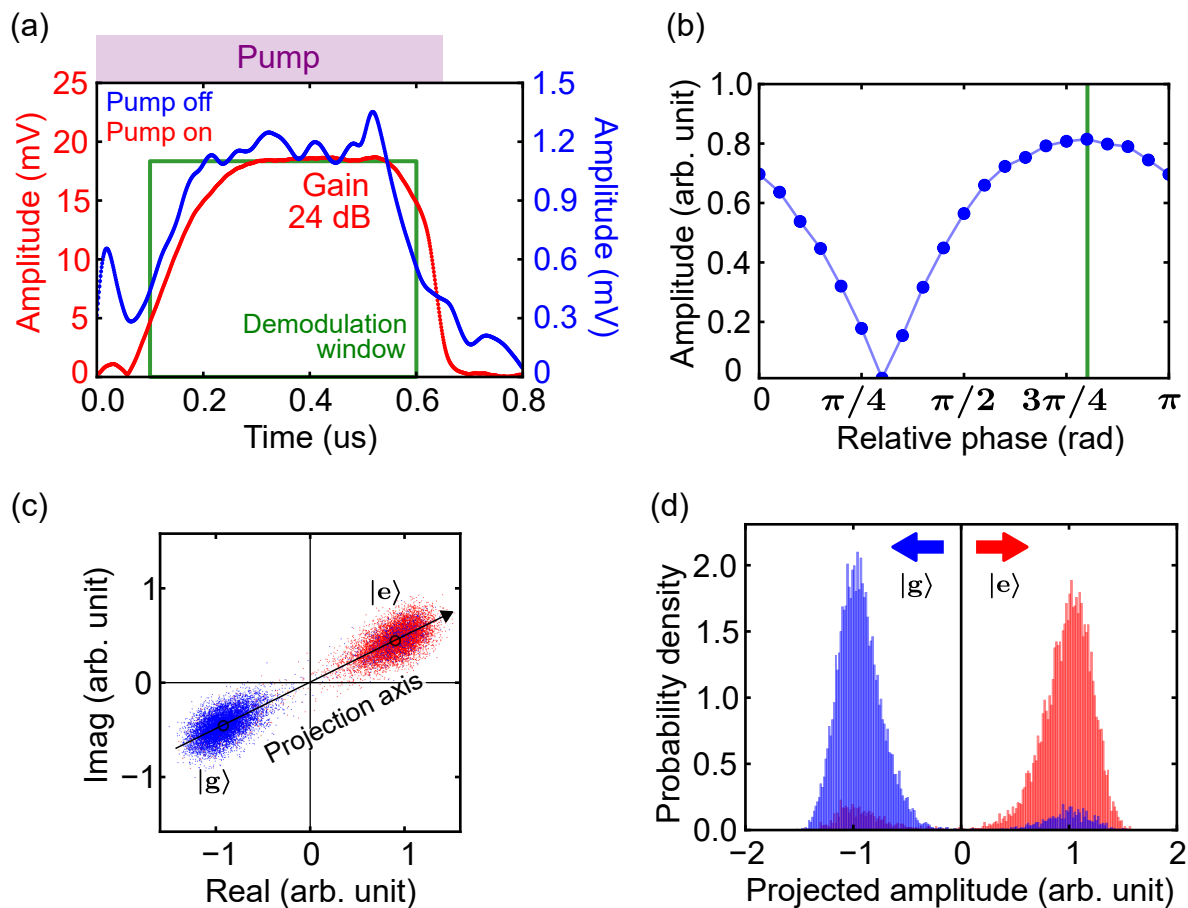 (a)
Pump
25
20
15
10
5
0
Amplitude (mV)
Pump off
Pump on
Gain
24 dB
Demodulation
window
1.5
1.2
0.9
0.6
0.3
0
Amplitude (mV)
0.0 0.2 0.4 0.6 0.8
Time (us)
(b)
1.0
0.8
0.6
0.4
0.2
0
Amplitude (arb. unit)
0 π/4 π/2 3π/4 π
Relative phase (rad)
(c)
1
0
−1
Imag (arb. unit)
|e⟩
Projection axis
|g⟩
−1 0 1
Real (arb. unit)
(d)
2.0
1.5
1.0
0.5
0.0
Probability density
|g⟩ |e⟩
−2 −1 0 1 2
Projected amplitude (arb. unit)